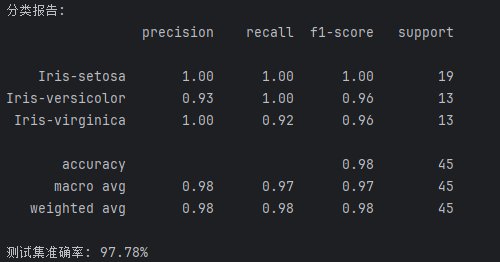 分类报告:
precision recall f1-score support
Iris-setosa 1.00 1.00 1.00 19
Iris-versicolor 0.93 1.00 0.96 13
Iris-virginica 1.00 0.92 0.96 13
accuracy 0.98 45
macro avg 0.98 0.97 0.97 45
weighted avg 0.98 0.98 0.98 45
测试集准确率: 97.78%